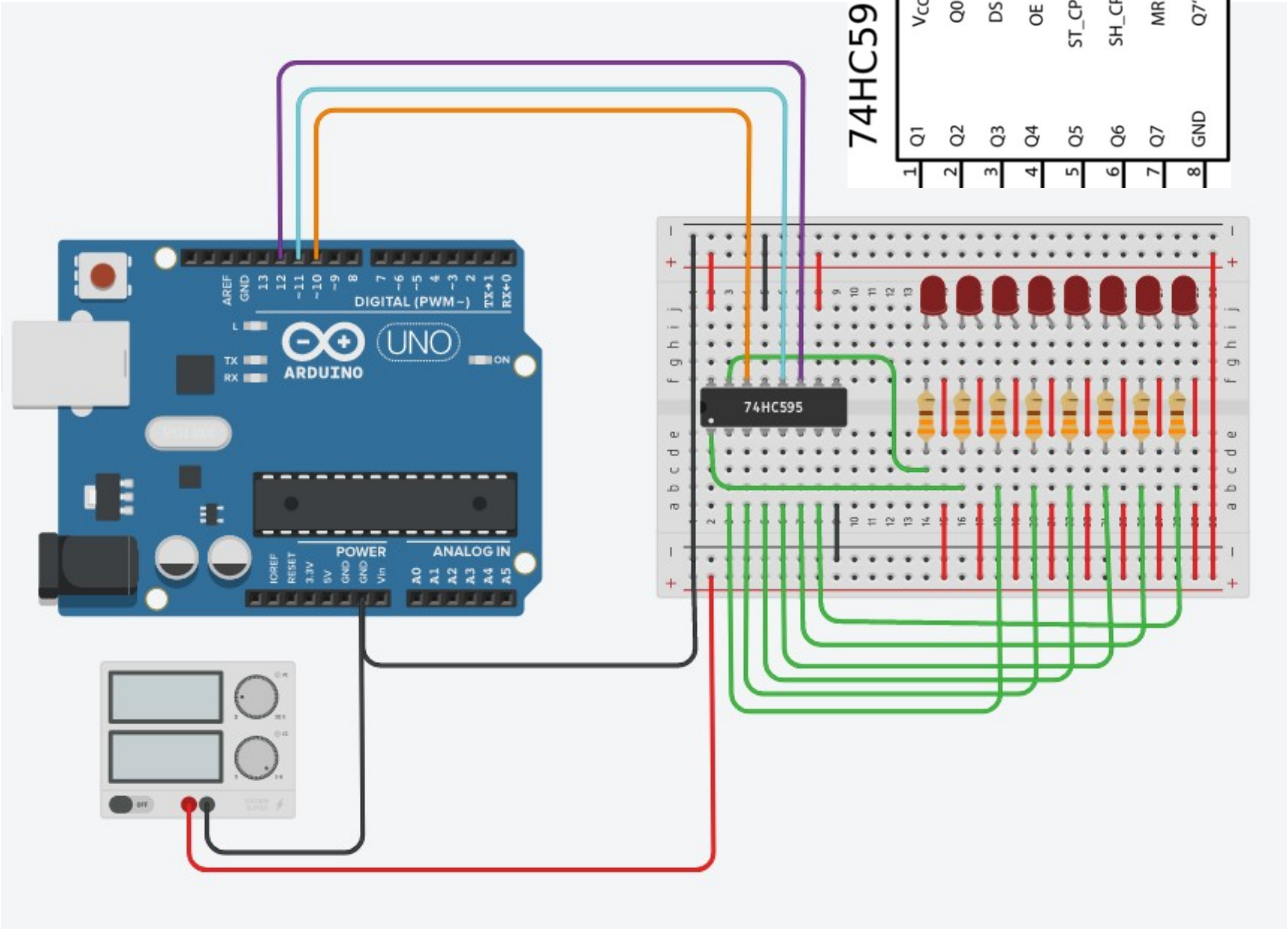 74HC59
Vcc
Q0
DS
OE
ST_CP
SH_CP
MR
Q7'
Q1
Q2
Q3
Q4
Q5
Q6
Q7
GND
1
2
3
4
5
6
7
8
AREF
GND
13
12
~11
~10
~9
8
7
~6
~5
4
~3
2
TX→1
RX←0
DIGITAL (PWM~)
L
TX
RX
ARDUINO
UNO
ON
POWER
ANALOG IN
IOREF
RESET
3.3V
5V
GND
GND
Vin
A0
A1
A2
A3
A4
A5
OFF
74HC595
j
i
h
g
f
e
d
c
b
a